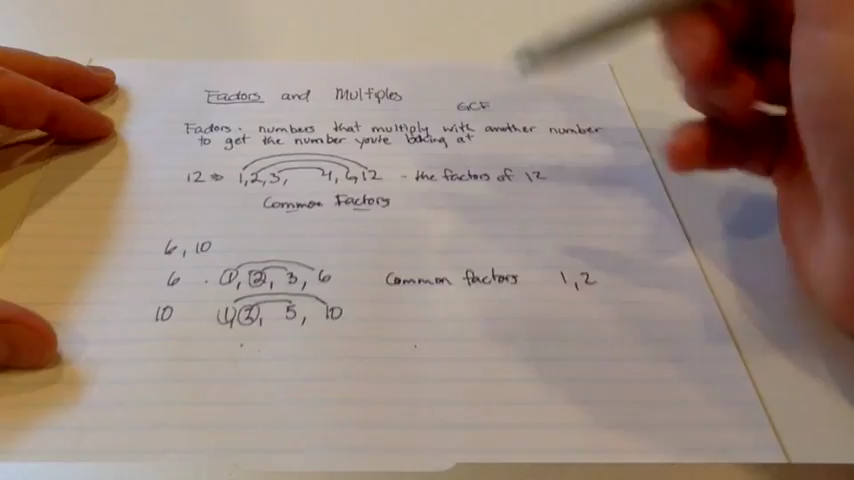 Factors and Multiples
GCF
Factors - numbers that multiply with another number
to get the number you're looking at
12 => 1, 2, 3, 4, 6, 12 - the factors of 12
Common Factors
6, 10
6 . 1, 2, 3, 6 Common factors 1, 2
10 1, 2, 5, 10